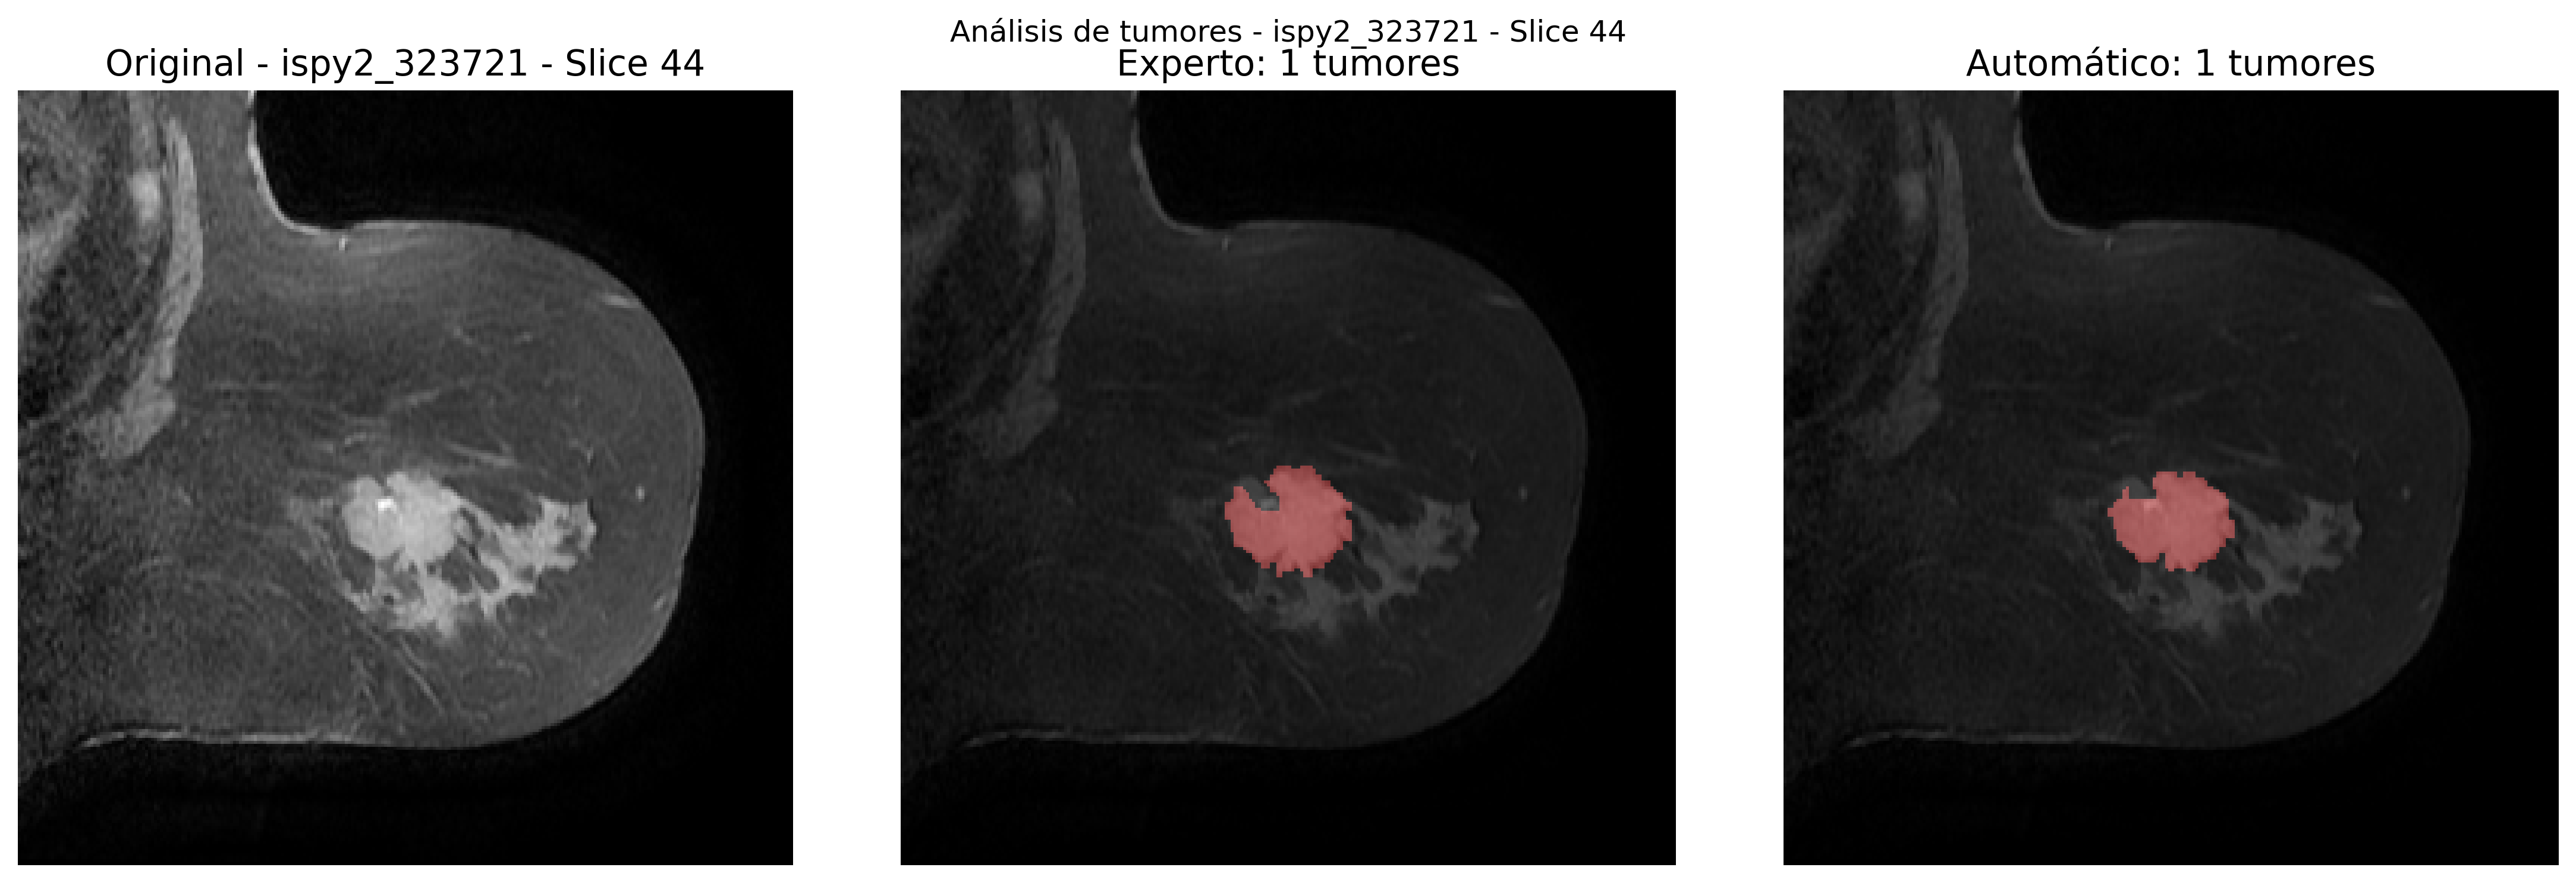 Análisis de tumores - ispy2_323721 - Slice 44
Original - ispy2_323721 - Slice 44
Experto: 1 tumores
Automático: 1 tumores